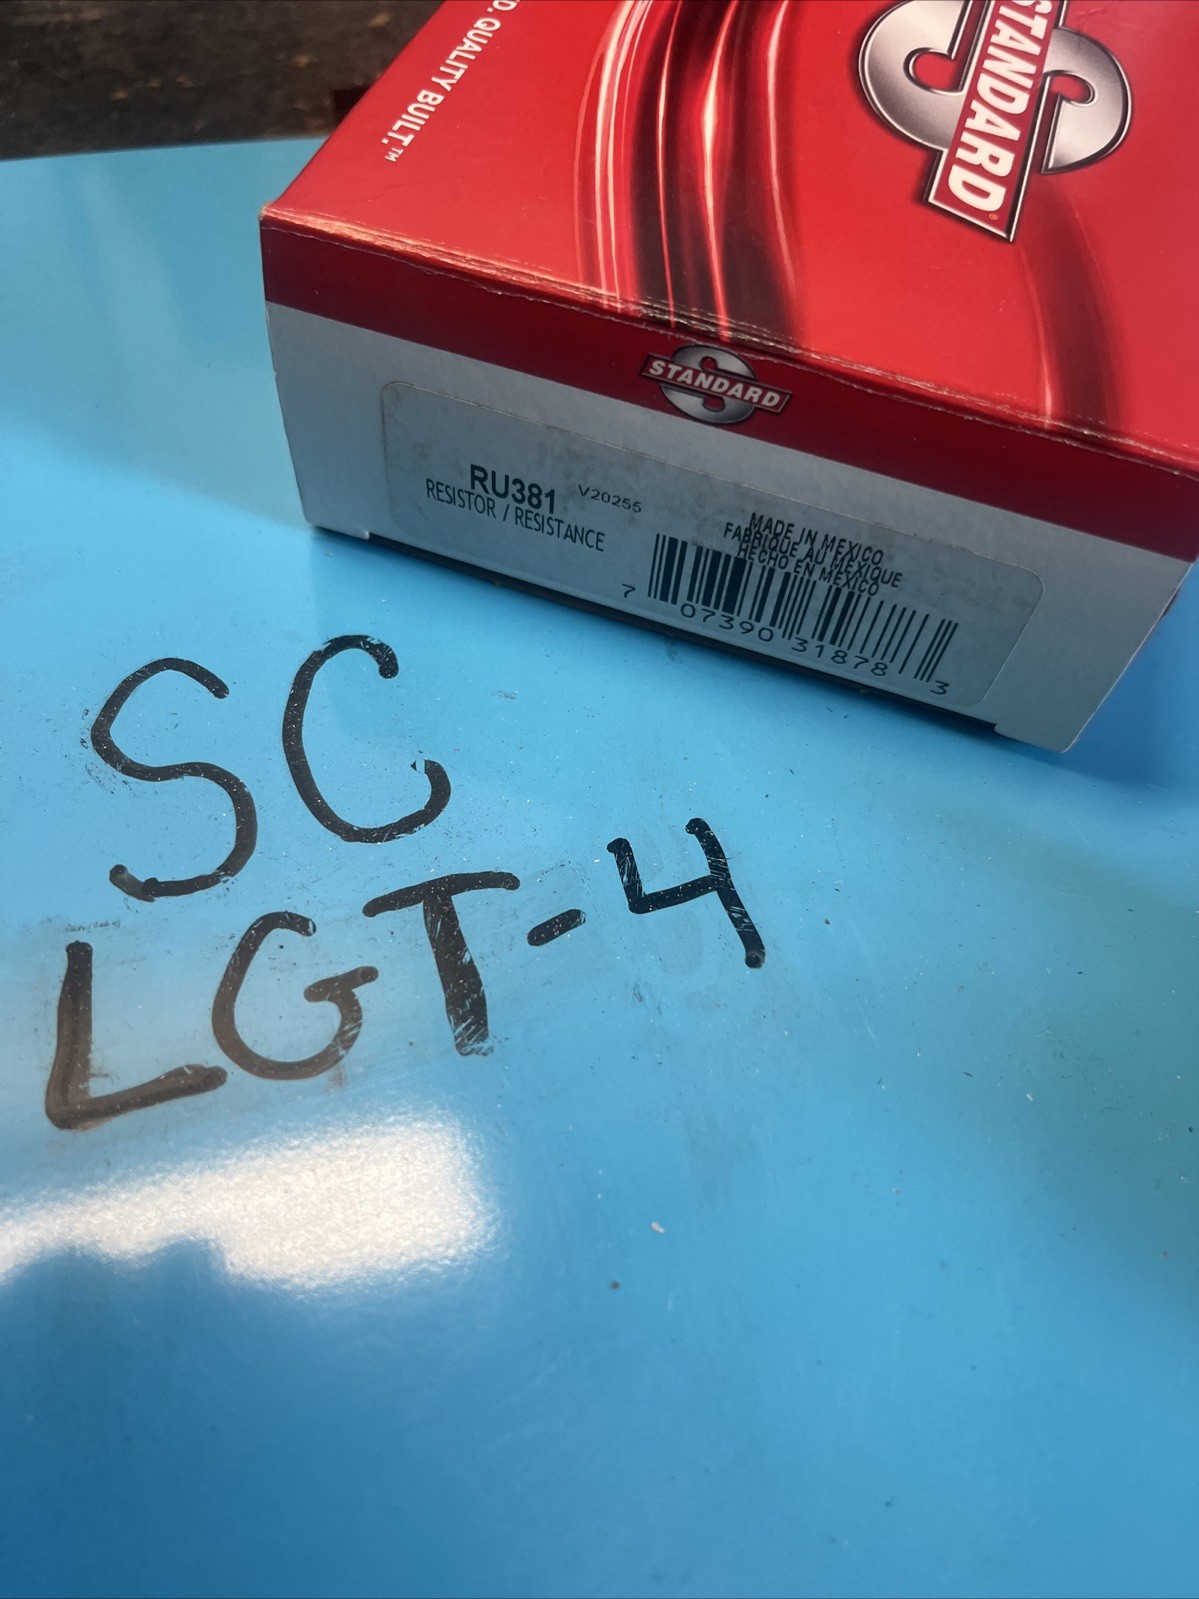 D. QUALITY BUILT.™
STANDARD®
STANDARD
RU381 V20255
RESISTOR / RESISTANCE
MADE IN MEXICO
FABRIQUE AU MEXIQUE
HECHO EN MEXICO
7 07390 31878 3
SC
LGT-4